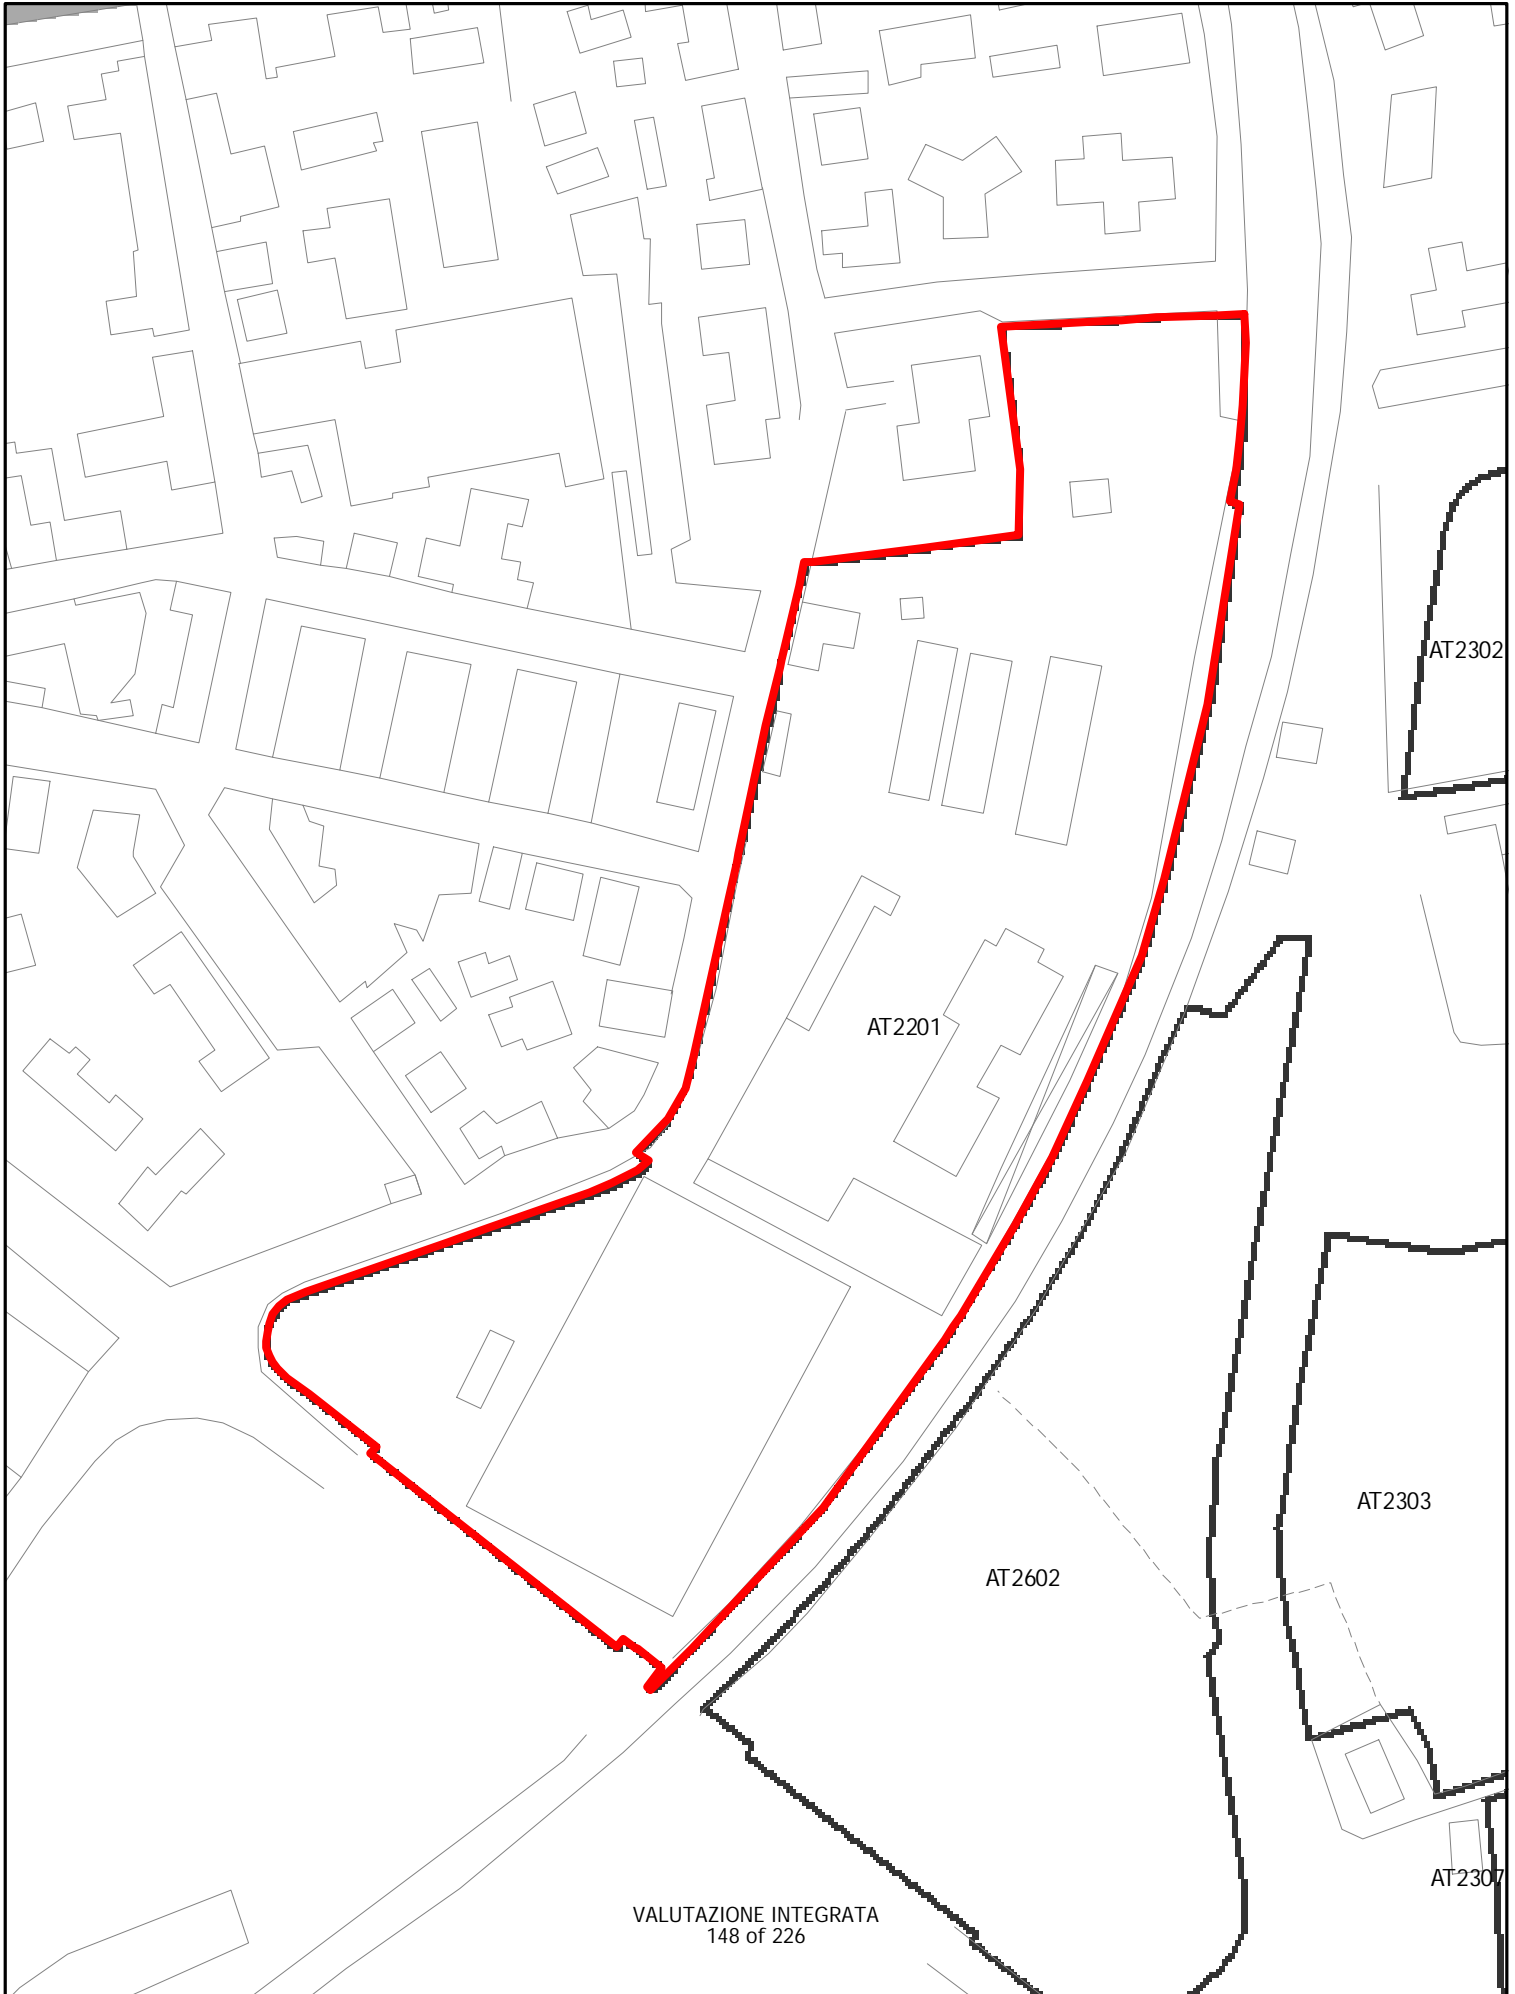 AT2302
AT2201
AT2303
AT2602
AT2307
VALUTAZIONE INTEGRATA
148 of 226